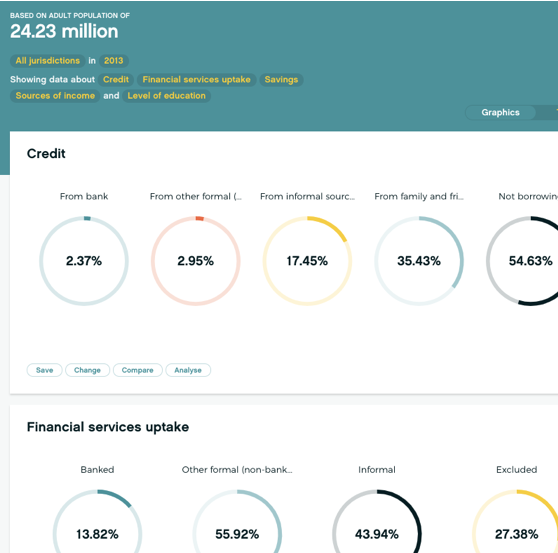 BASED ON ADULT POPULATION OF
24.23 million
All jurisdictions in 2013
Showing data about Credit Financial services uptake Savings
Sources of income and Level of education
Graphics
Credit
From bank From other formal (... From informal sourc... From family and fri... Not borrowin
2.37% 2.95% 17.45% 35.43% 54.63%
Save Change Compare Analyse
Financial services uptake
Banked Other formal (non-bank... Informal Excluded
13.82% 55.92% 43.94% 27.38%